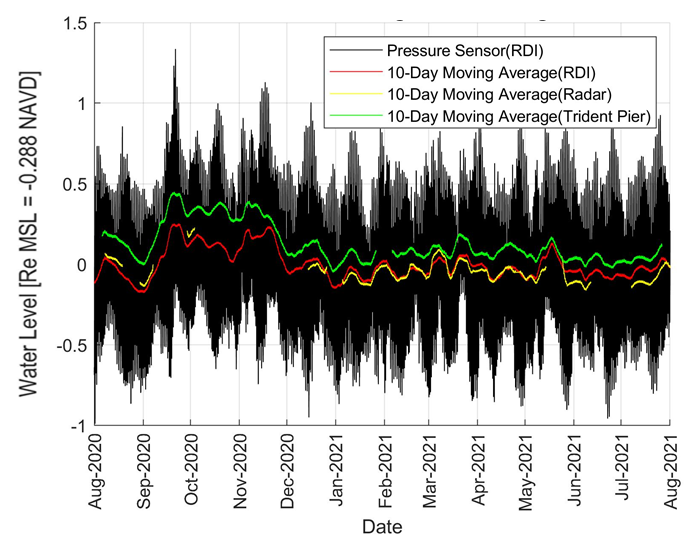 1.5
1
0.5
0
-0.5
-1
Water Level [Re MSL = -0.288 NAVD]
Pressure Sensor(RDI)
10-Day Moving Average(RDI)
10-Day Moving Average(Radar)
10-Day Moving Average(Trident Pier)
Aug-2020
Sep-2020
Oct-2020
Nov-2020
Dec-2020
Jan-2021
Feb-2021
Mar-2021
Apr-2021
May-2021
Jun-2021
Jul-2021
Aug-2021
Date